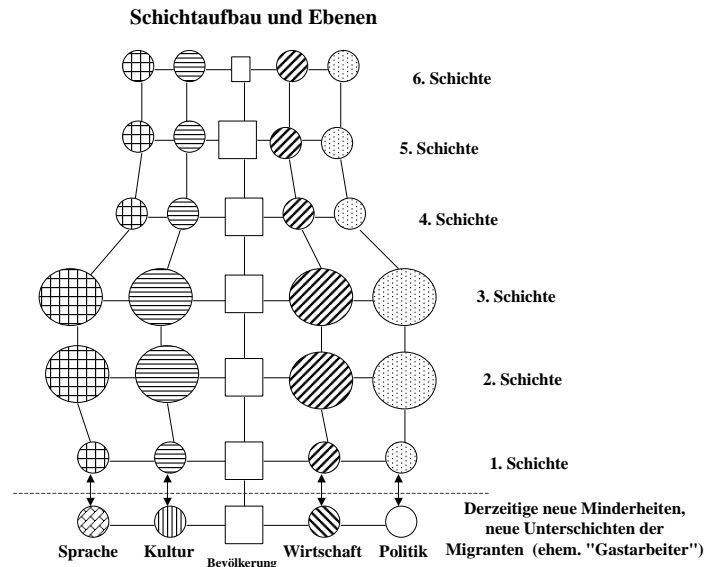 Schichtaufbau und Ebenen
6. Schichte
5. Schichte
4. Schichte
3. Schichte
2. Schichte
1. Schichte
Derzeitige neue Minderheiten,
neue Unterschichten der
Migranten (ehem. "Gastarbeiter")
Sprache Kultur Bevölkerung Wirtschaft Politik